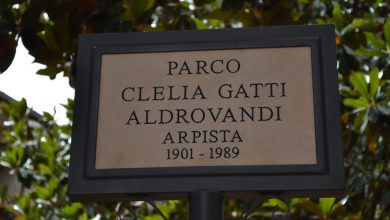 PARCO
CLELIA GATTI
ALDROVANDI
ARPISTA
1901 - 1989